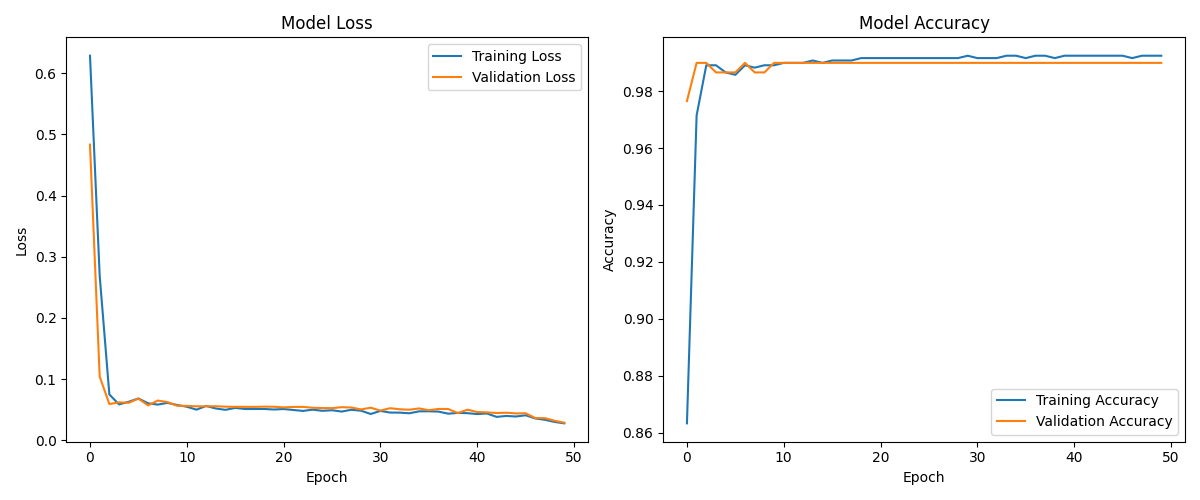 Model Loss
Training Loss
Validation Loss
0.6
0.5
0.4
0.3
0.2
0.1
0.0
Loss
0 10 20 30 40 50
Epoch
Model Accuracy
0.98
0.96
0.94
0.92
0.90
0.88
0.86
Accuracy
Training Accuracy
Validation Accuracy
0 10 20 30 40 50
Epoch